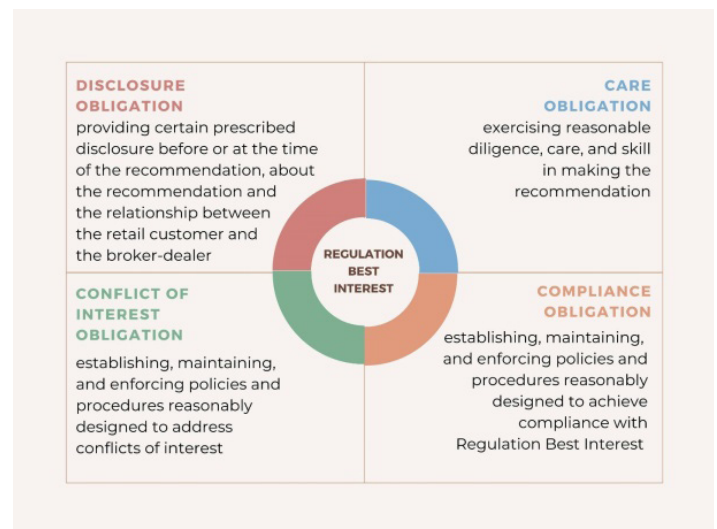 DISCLOSURE
OBLIGATION
providing certain prescribed
disclosure before or at the time
of the recommendation, about
the recommendation and
the relationship between
the retail customer and
the broker-dealer
CARE
OBLIGATION
exercising reasonable
diligence, care, and skill
in making the
recommendation
REGULATION
BEST
INTEREST
CONFLICT OF
INTEREST
OBLIGATION
establishing, maintaining,
and enforcing policies and
procedures reasonably
designed to address
conflicts of interest
COMPLIANCE
OBLIGATION
establishing, maintaining,
and enforcing policies and
procedures reasonably
designed to achieve
compliance with
Regulation Best Interest